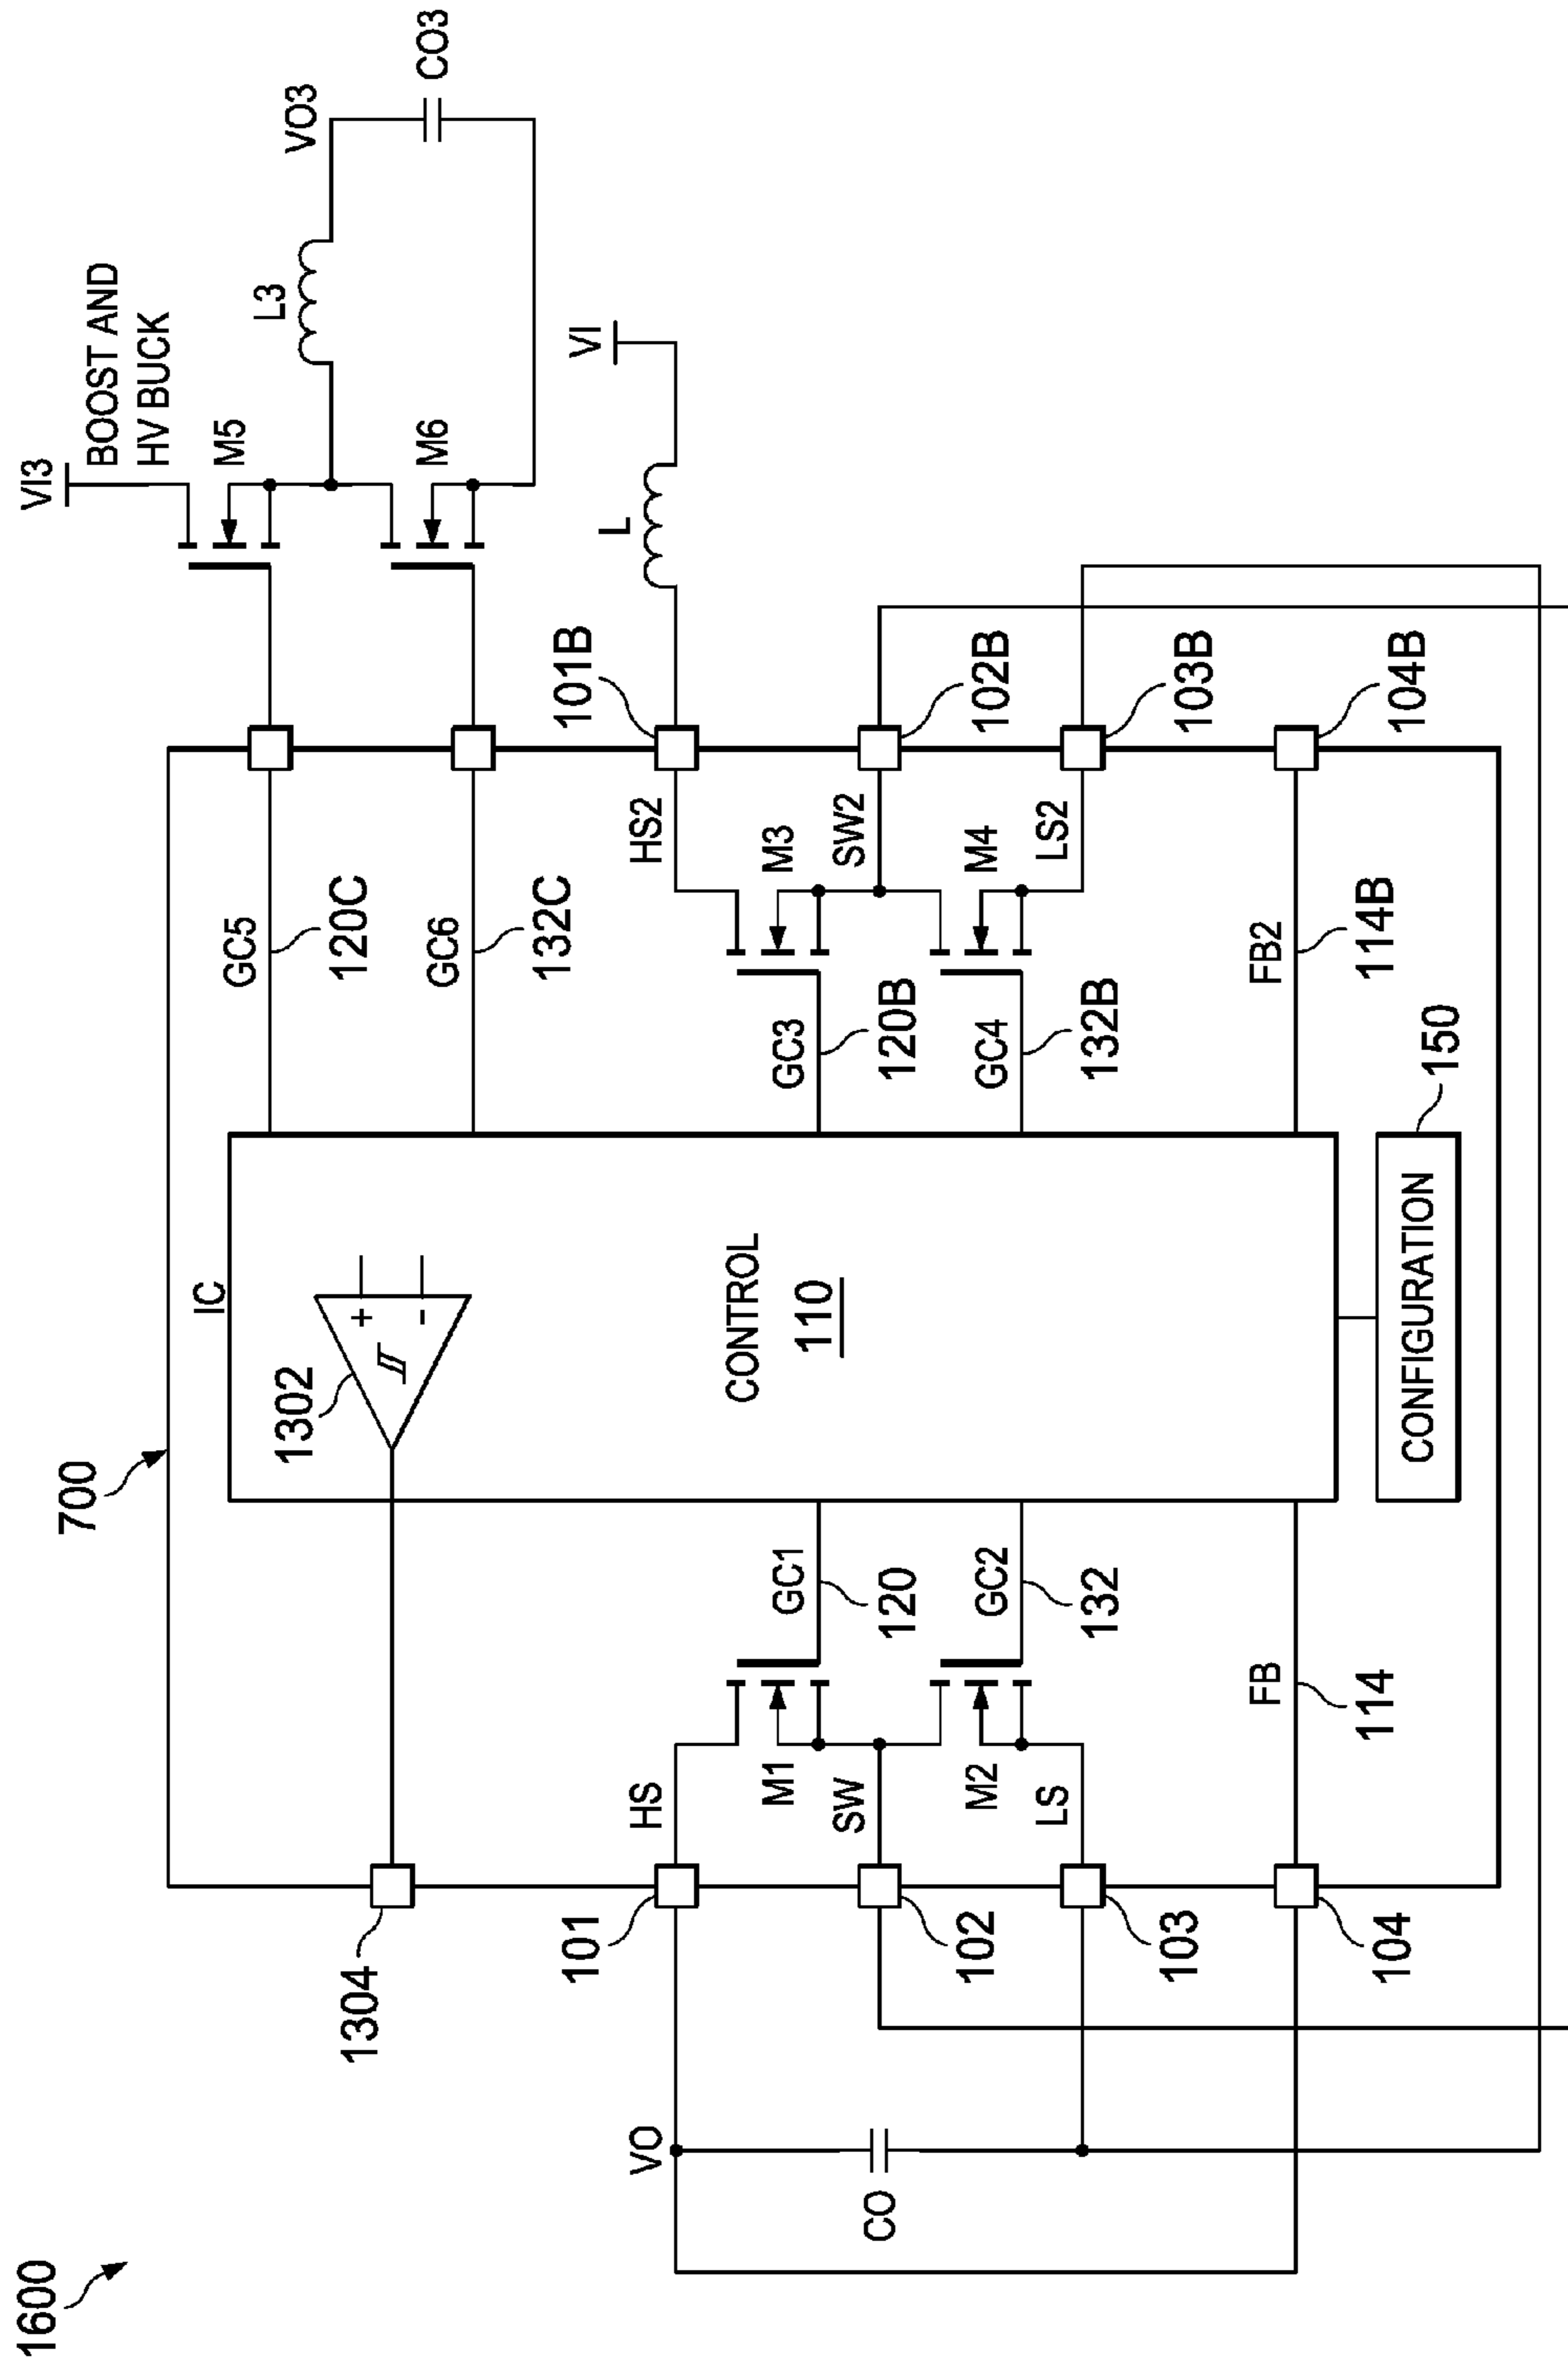 1600
700
IC
VI3
BOOST AND
HV BUCK
M5
L3
VO3
CO3
M6
1302
+
-
GC5
120C
GC6
132C
1304
CONTROL
110
VO
CO
101
HS
M1
GC1
120
SW
102
M2
GC2
132
LS
103
FB
114
104
HS2
101B
L
VI
GC3
120B
M3
SW2
102B
GC4
132B
M4
LS2
103B
FB2
114B
104B
CONFIGURATION
150